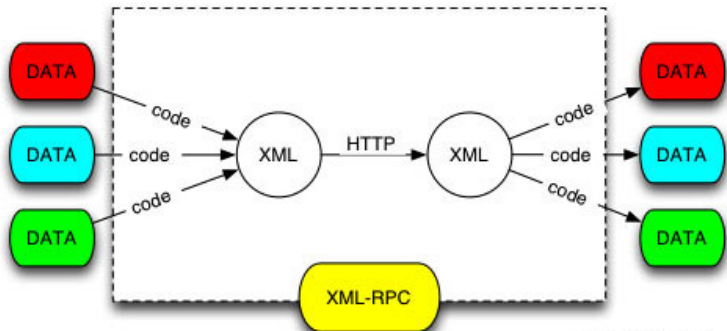 DATA
code
DATA
code
DATA
code
XML
HTTP
XML
code
DATA
code
DATA
code
DATA
XML-RPC